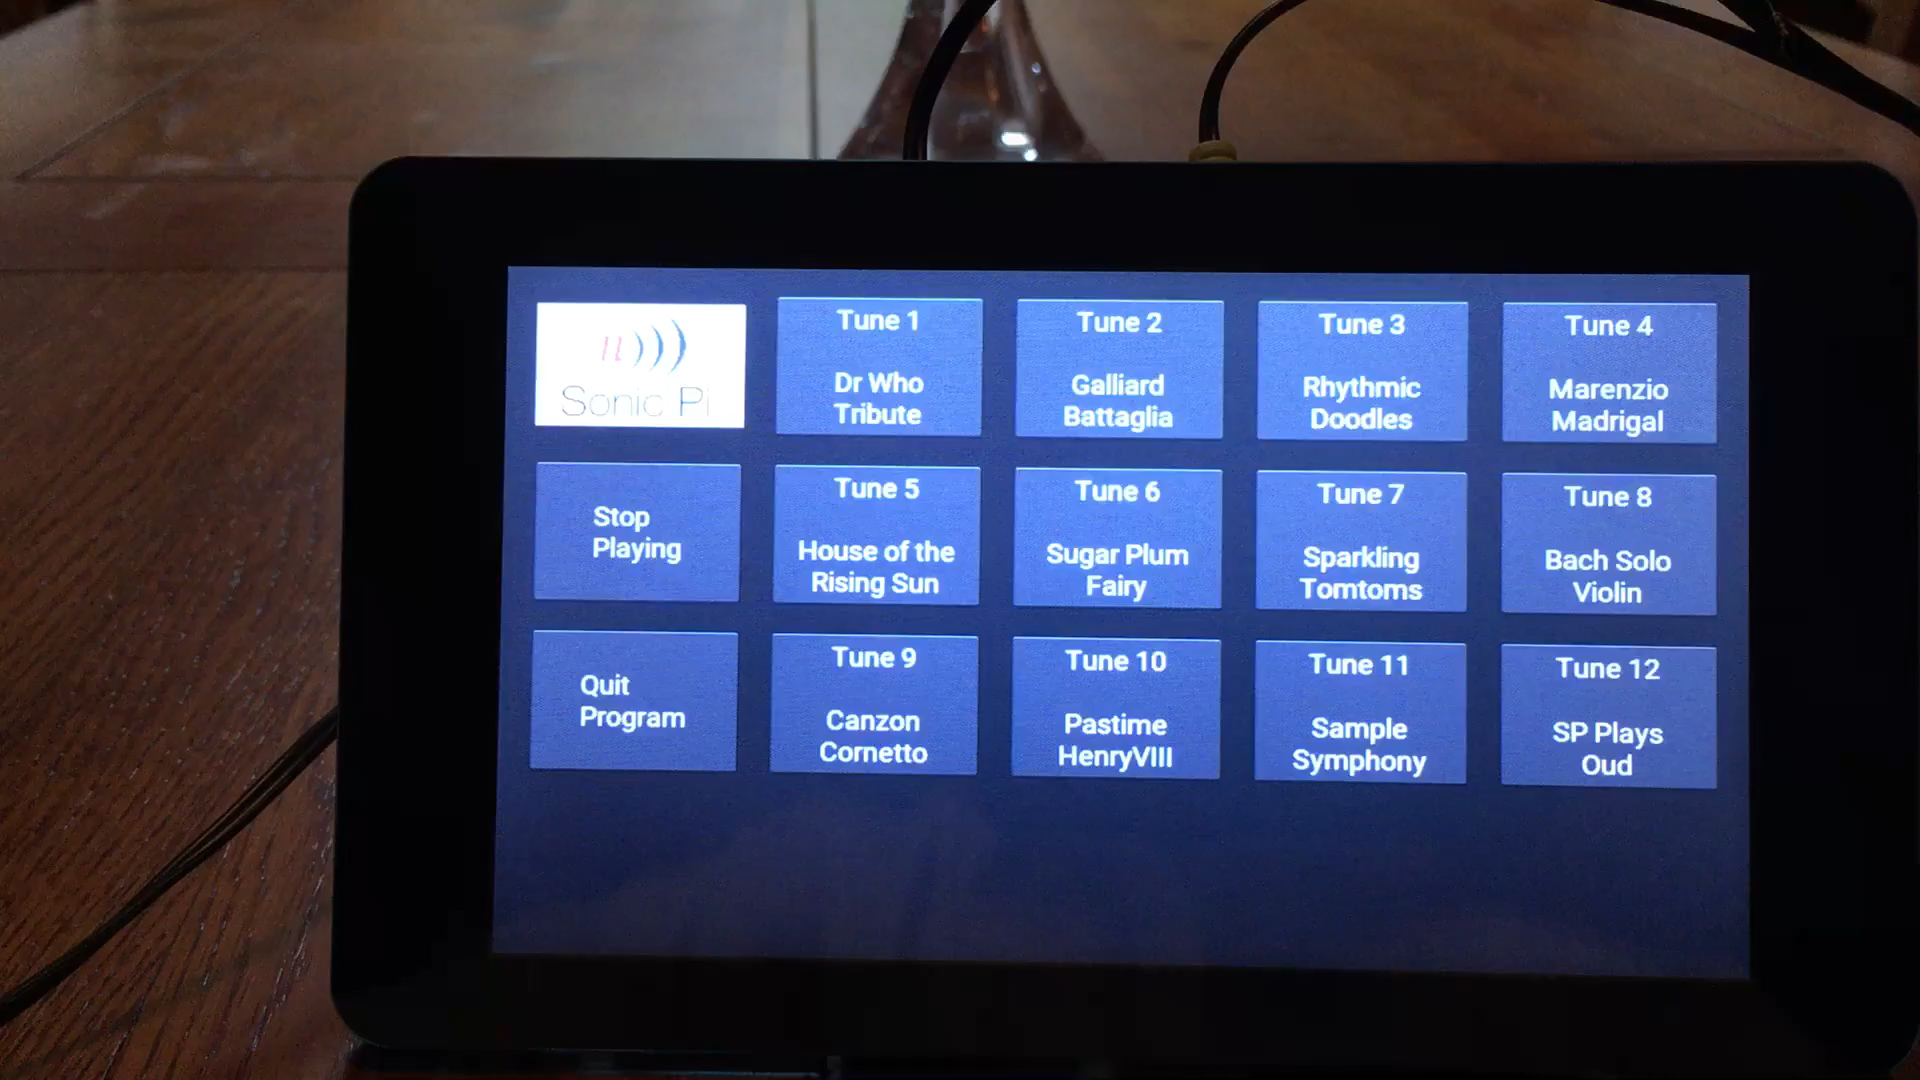 Sonic Pi
Tune 1
Dr Who
Tribute
Tune 2
Galliard
Battaglia
Tune 3
Rhythmic
Doodles
Tune 4
Marenzio
Madrigal
Stop
Playing
Tune 5
House of the
Rising Sun
Tune 6
Sugar Plum
Fairy
Tune 7
Sparkling
Tomtoms
Tune 8
Bach Solo
Violin
Quit
Program
Tune 9
Canzon
Cornetto
Tune 10
Pastime
HenryVIII
Tune 11
Sample
Symphony
Tune 12
SP Plays
Oud